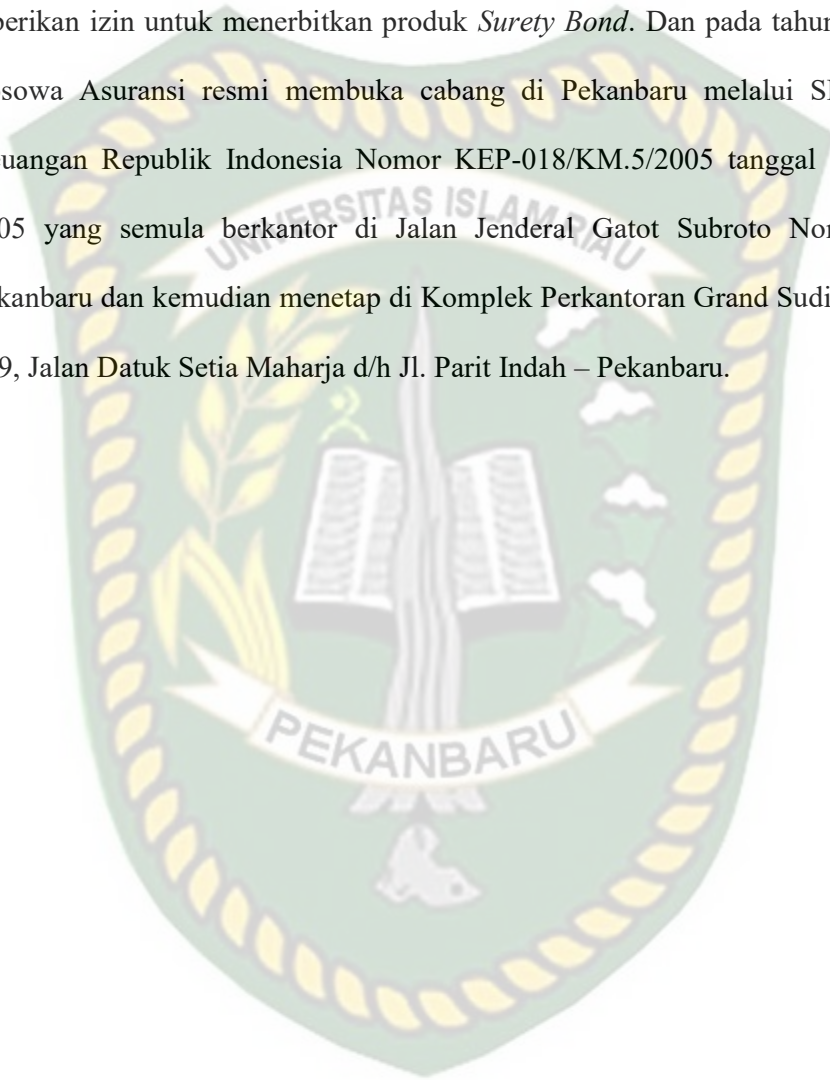 berikan izin untuk menerbitkan produk Surety Bond. Dan pada tahun
sowa Asuransi resmi membuka cabang di Pekanbaru melalui
uangan Republik Indonesia Nomor KEP-018/KM.5/2005 tanggal
05 yang semula berkantor di Jalan Jenderal Gatot Subroto Nor
kanbaru dan kemudian menetap di Komplek Perkantoran Grand Sudi
9, Jalan Datuk Setia Maharja d/h Jl. Parit Indah – Pekanbaru.
UNIVERSITAS ISLAM RIAU
PEKANBARU